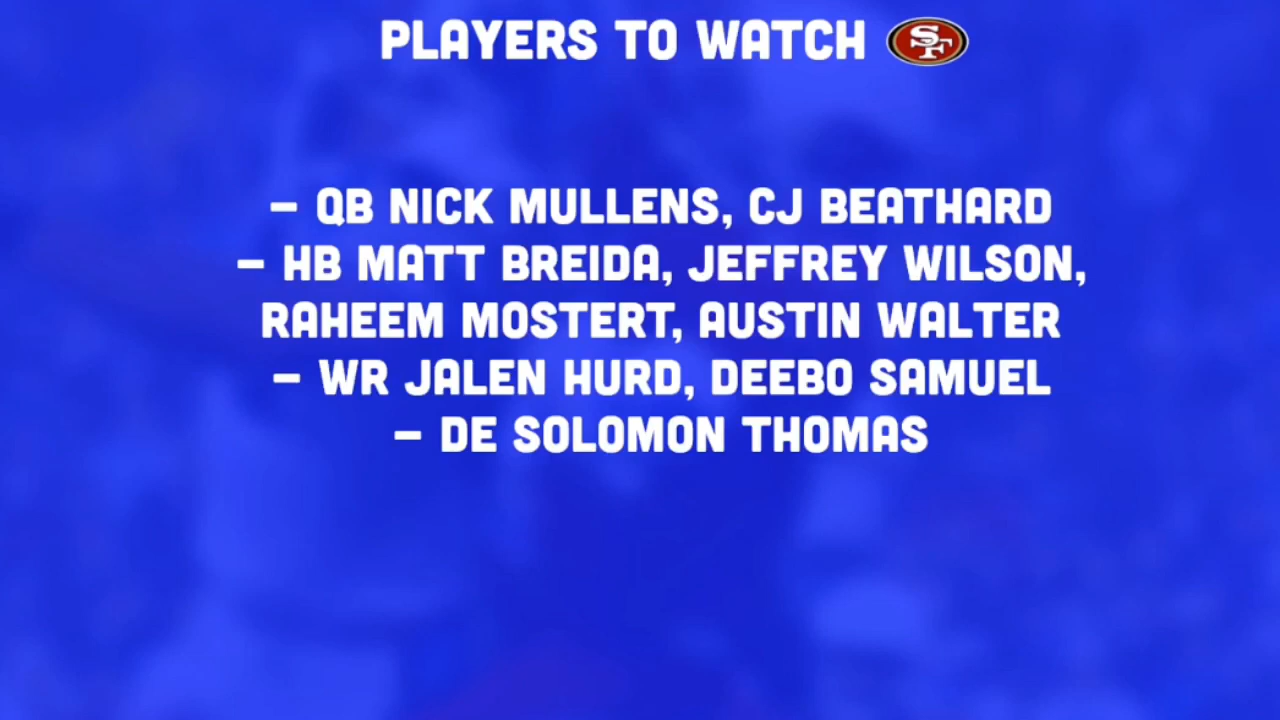 PLAYERS TO WATCH SF
– QB NICK MULLENS, CJ BEATHARD
– HB MATT BREIDA, JEFFREY WILSON,
RAHEEM MOSTERT, AUSTIN WALTER
– WR JALEN HURD, DEEBO SAMUEL
– DE SOLOMON THOMAS